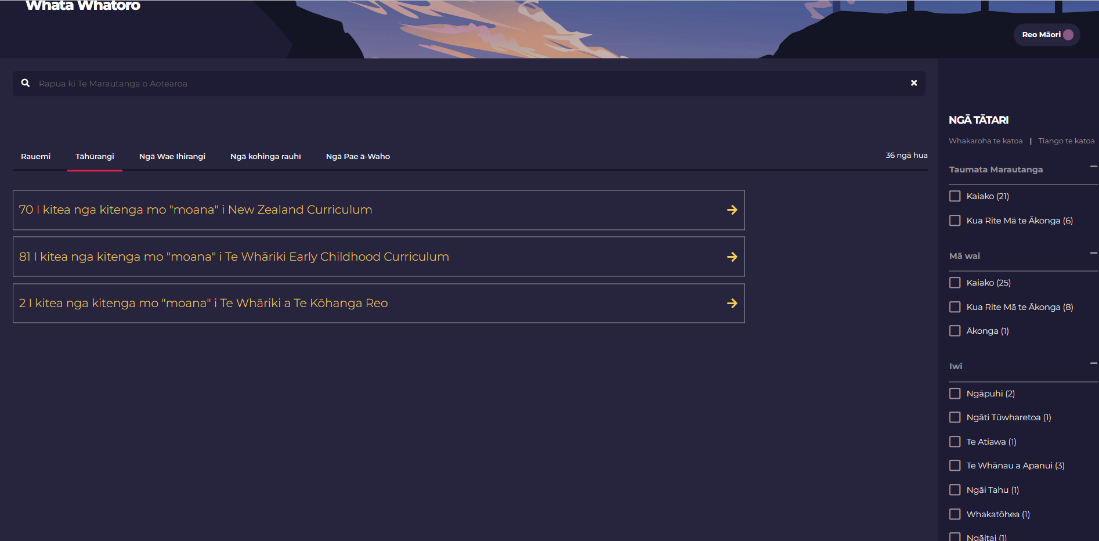 Whata Whatoro
Reo Māori
Rapua ki Te Marautanga o Aotearoa
NGĀ TĀTARI
Whakaroha te katoa | Tiango te katoa
Rauemi Tāhūrangi Ngā Wae Ihirangi Ngā kohinga rauhī Ngā Pae ā-Waho 36 ngā hua
70 I kitea nga kitenga mo "moana" i New Zealand Curriculum
81 I kitea nga kitenga mo "moana" i Te Whāriki Early Childhood Curriculum
2 I kitea nga kitenga mo "moana" i Te Whāriki a Te Kōhanga Reo
Taumata Marautanga
Kaiako (21)
Kua Rite Mā te Ākonga (6)
Mā wai
Kaiako (25)
Kua Rite Mā te Ākonga (8)
Ākonga (1)
Iwi
Ngāpuhi (2)
Ngāti Tūwharetoa (1)
Te Atiawa (1)
Te Whānau a Apanui (3)
Ngāi Tahu (1)
Whakatōhea (1)
Ngāitai (1)